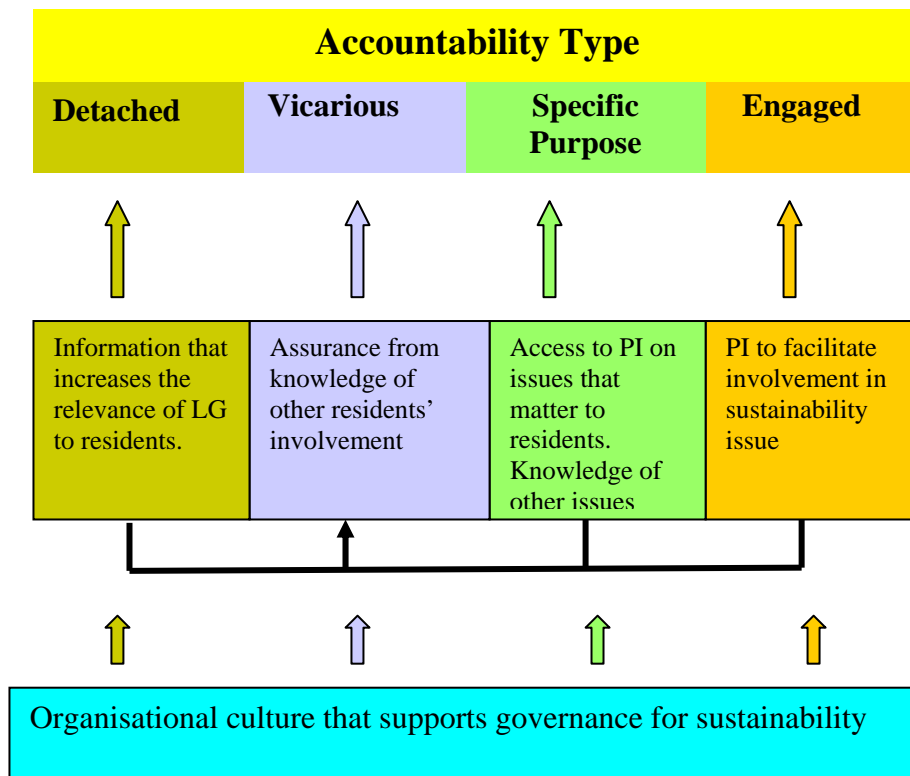 Accountability Type
Detached
Vicarious
Specific
Purpose
Engaged
Information that
increases the
relevance of LG
to residents.
Assurance from
knowledge of
other residents’
involvement
Access to PI on
issues that
matter to
residents.
Knowledge of
other issues
PI to facilitate
involvement in
sustainability
issue
Organisational culture that supports governance for sustainability